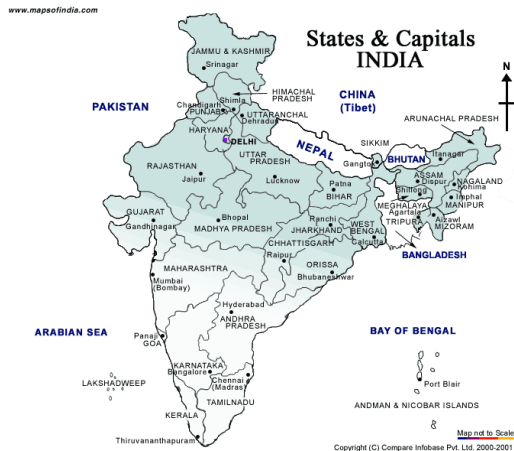 www.mapsofindia.com
States & Capitals
INDIA
N
JAMMU & KASHMIR
Srinagar
CHINA
(Tibet)
PAKISTAN
HIMACHAL
PRADESH
Shimla
Chandigarh
PUNJAB
UTTARANCHAL
Dehradun
ARUNACHAL PRADESH
HARYANA
DELHI
NEPAL
SIKKIM
Gangtok
BHUTAN
Itanagar
RAJASTHAN
Jaipur
UTTAR
PRADESH
Lucknow
ASSAM
Dispur
NAGALAND
Kohima
Patna
BIHAR
Shillong
MEGHALAYA
Imphal
MANIPUR
Agartala
TRIPURA
Aizawl
MIZORAM
GUJARAT
Gandhinagar
Bhopal
MADHYA PRADESH
Ranchi
JHARKHAND
WEST
BENGAL
Calcutta
CHHATTISGARH
Raipur
BANGLADESH
ORISSA
Bhubaneshwar
MAHARASHTRA
Mumbai
(Bombay)
Hyderabad
ANDHRA
PRADESH
ARABIAN SEA
BAY OF BENGAL
Panaji
GOA
KARNATAKA
Bangalore
Chennai
(Madras)
LAKSHADWEEP
TAMILNADU
KERALA
Thiruvananthapuram
Port Blair
ANDMAN & NICOBAR ISLANDS
Map not to Scale
Copyright (C) Compare Infobase Pvt. Ltd. 2000-2001